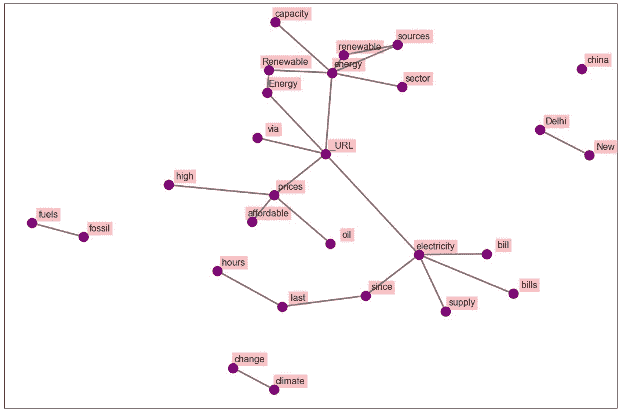 capacity
renewable
sources
Renewable
energy
china
Energy
sector
via
Delhi
URL
New
high
prices
fuels
affordable
fossil
oil
electricity
bill
hours
last
since
bills
supply
change
climate